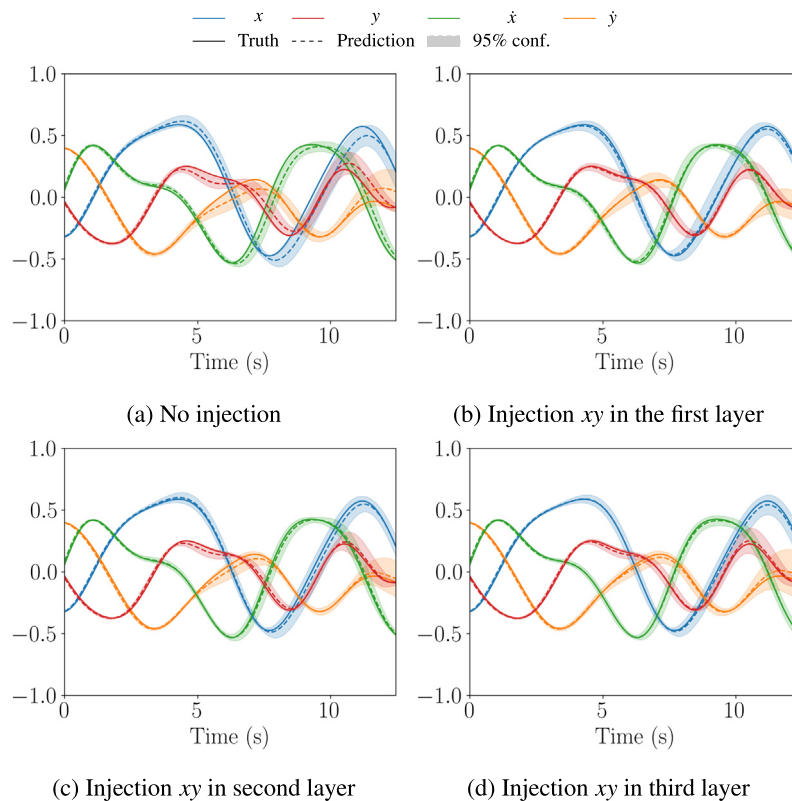 x y ẋ ẏ
Truth Prediction 95% conf.
1.0
0.5
0.0
−0.5
−1.0
0 5 10
Time (s)
(a) No injection
1.0
0.5
0.0
−0.5
−1.0
0 5 10
Time (s)
(b) Injection xy in the first layer
1.0
0.5
0.0
−0.5
−1.0
0 5 10
Time (s)
(c) Injection xy in second layer
1.0
0.5
0.0
−0.5
−1.0
0 5 10
Time (s)
(d) Injection xy in third layer